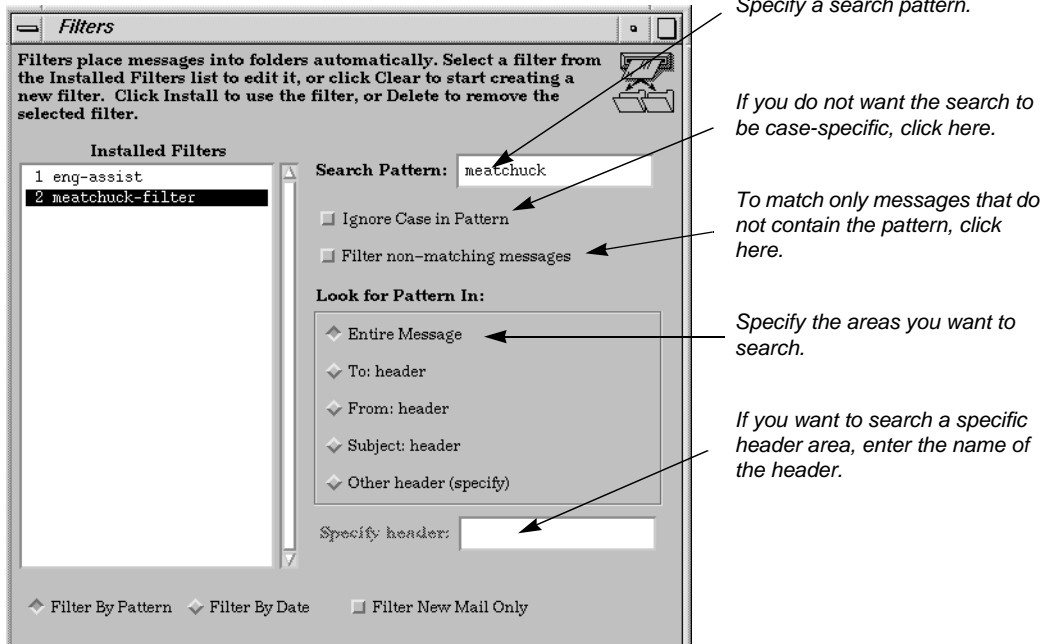 Specify a search pattern.
Filters
Filters place messages into folders automatically. Select a filter from
the Installed Filters list to edit it, or click Clear to start creating a
new filter. Click Install to use the filter, or Delete to remove the
selected filter.
If you do not want the search to
be case-specific, click here.
Installed Filters
1 eng-assist
2 meatchuck-filter
Search Pattern: meatchuck
Ignore Case in Pattern
Filter non-matching messages
To match only messages that do
not contain the pattern, click
here.
Look for Pattern In:
Entire Message
To: header
From: header
Subject: header
Other header (specify)
Specify the areas you want to
search.
If you want to search a specific
header area, enter the name of
the header.
Specify header:
Filter By Pattern Filter By Date Filter New Mail Only